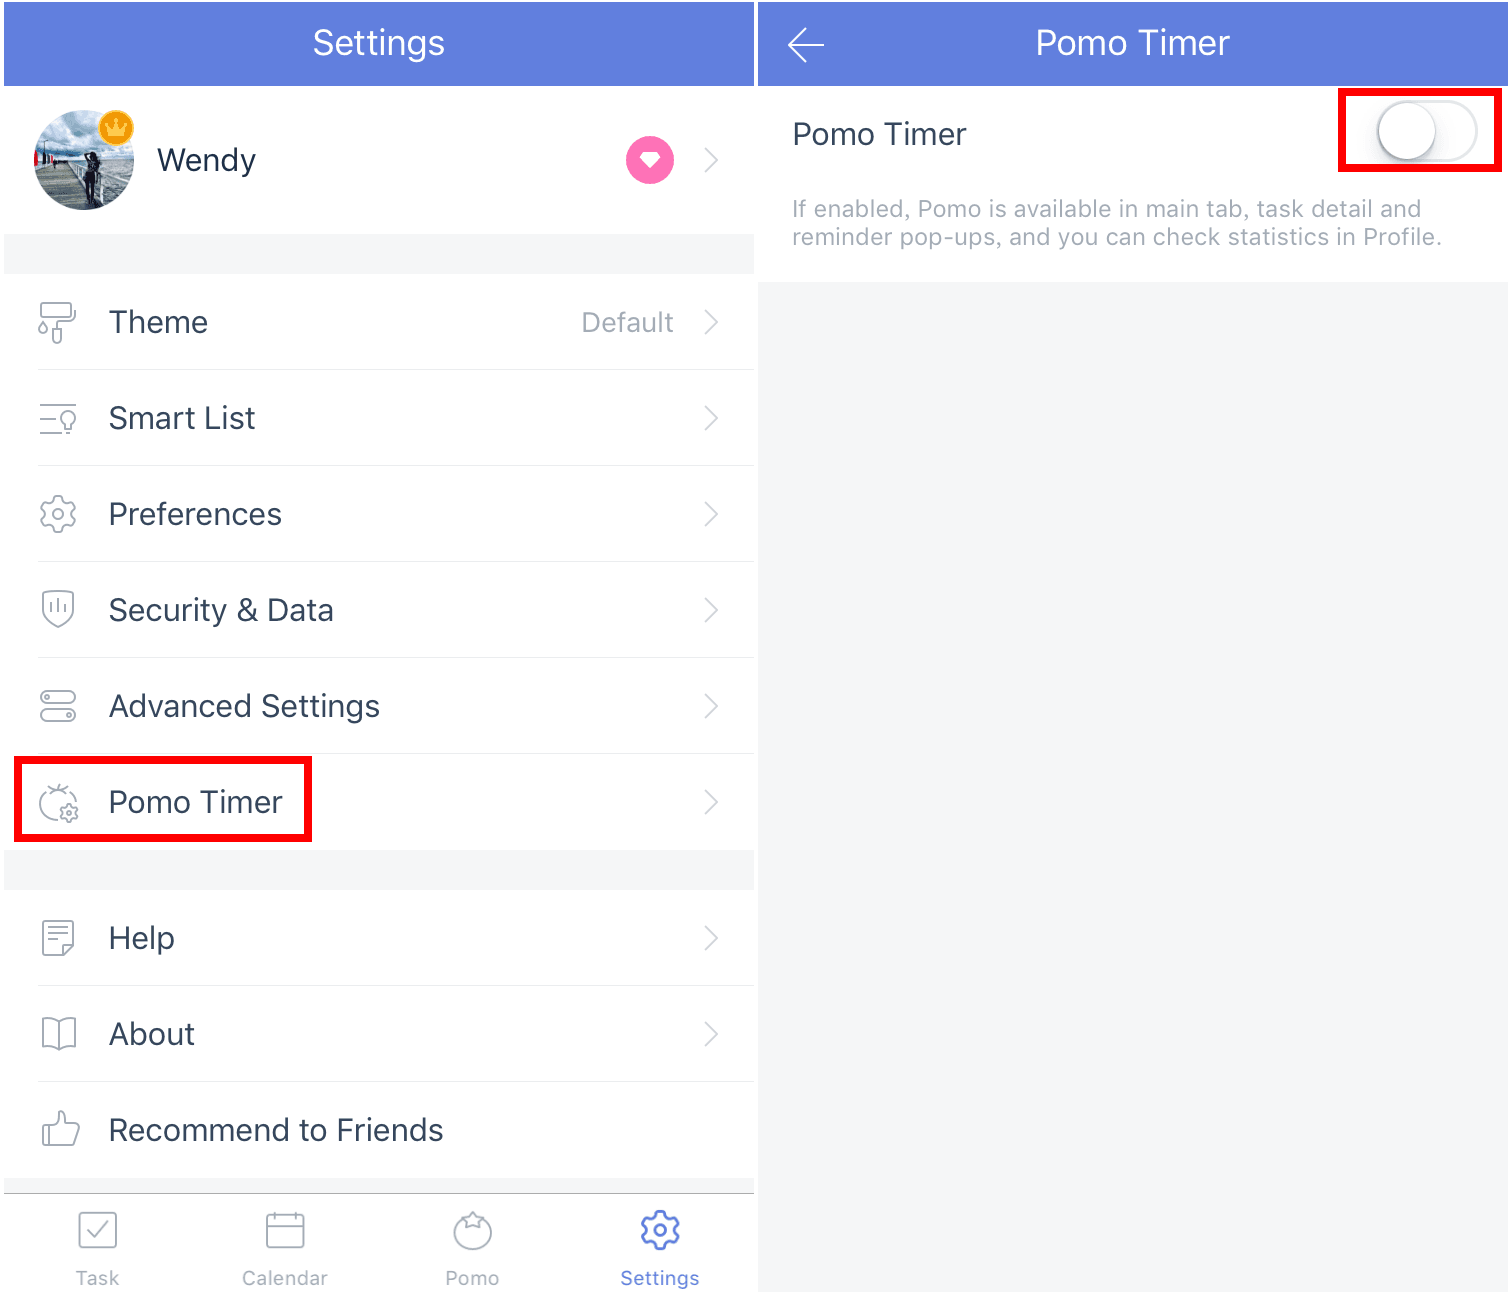 Settings
Wendy
Theme
Default
Smart List
Preferences
Security & Data
Advanced Settings
Pomo Timer
Help
About
Recommend to Friends
Task
Calendar
Pomo
Settings
Pomo Timer
Pomo Timer
If enabled, Pomo is available in main tab, task detail and
reminder pop-ups, and you can check statistics in Profile.